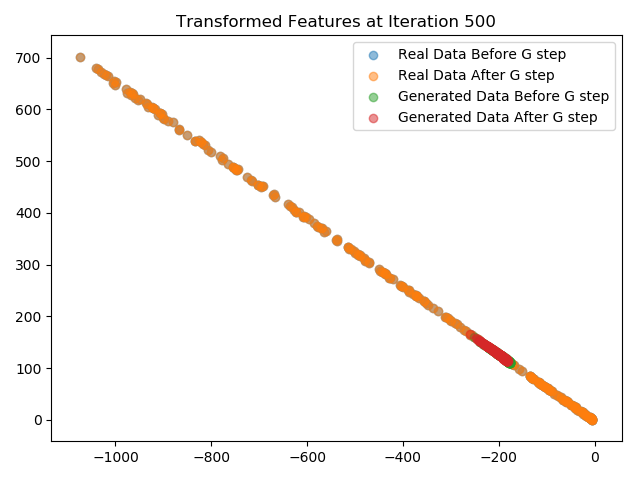 Transformed Features at Iteration 500
Real Data Before G step
Real Data After G step
Generated Data Before G step
Generated Data After G step
700
600
500
400
300
200
100
0
−1000 −800 −600 −400 −200 0